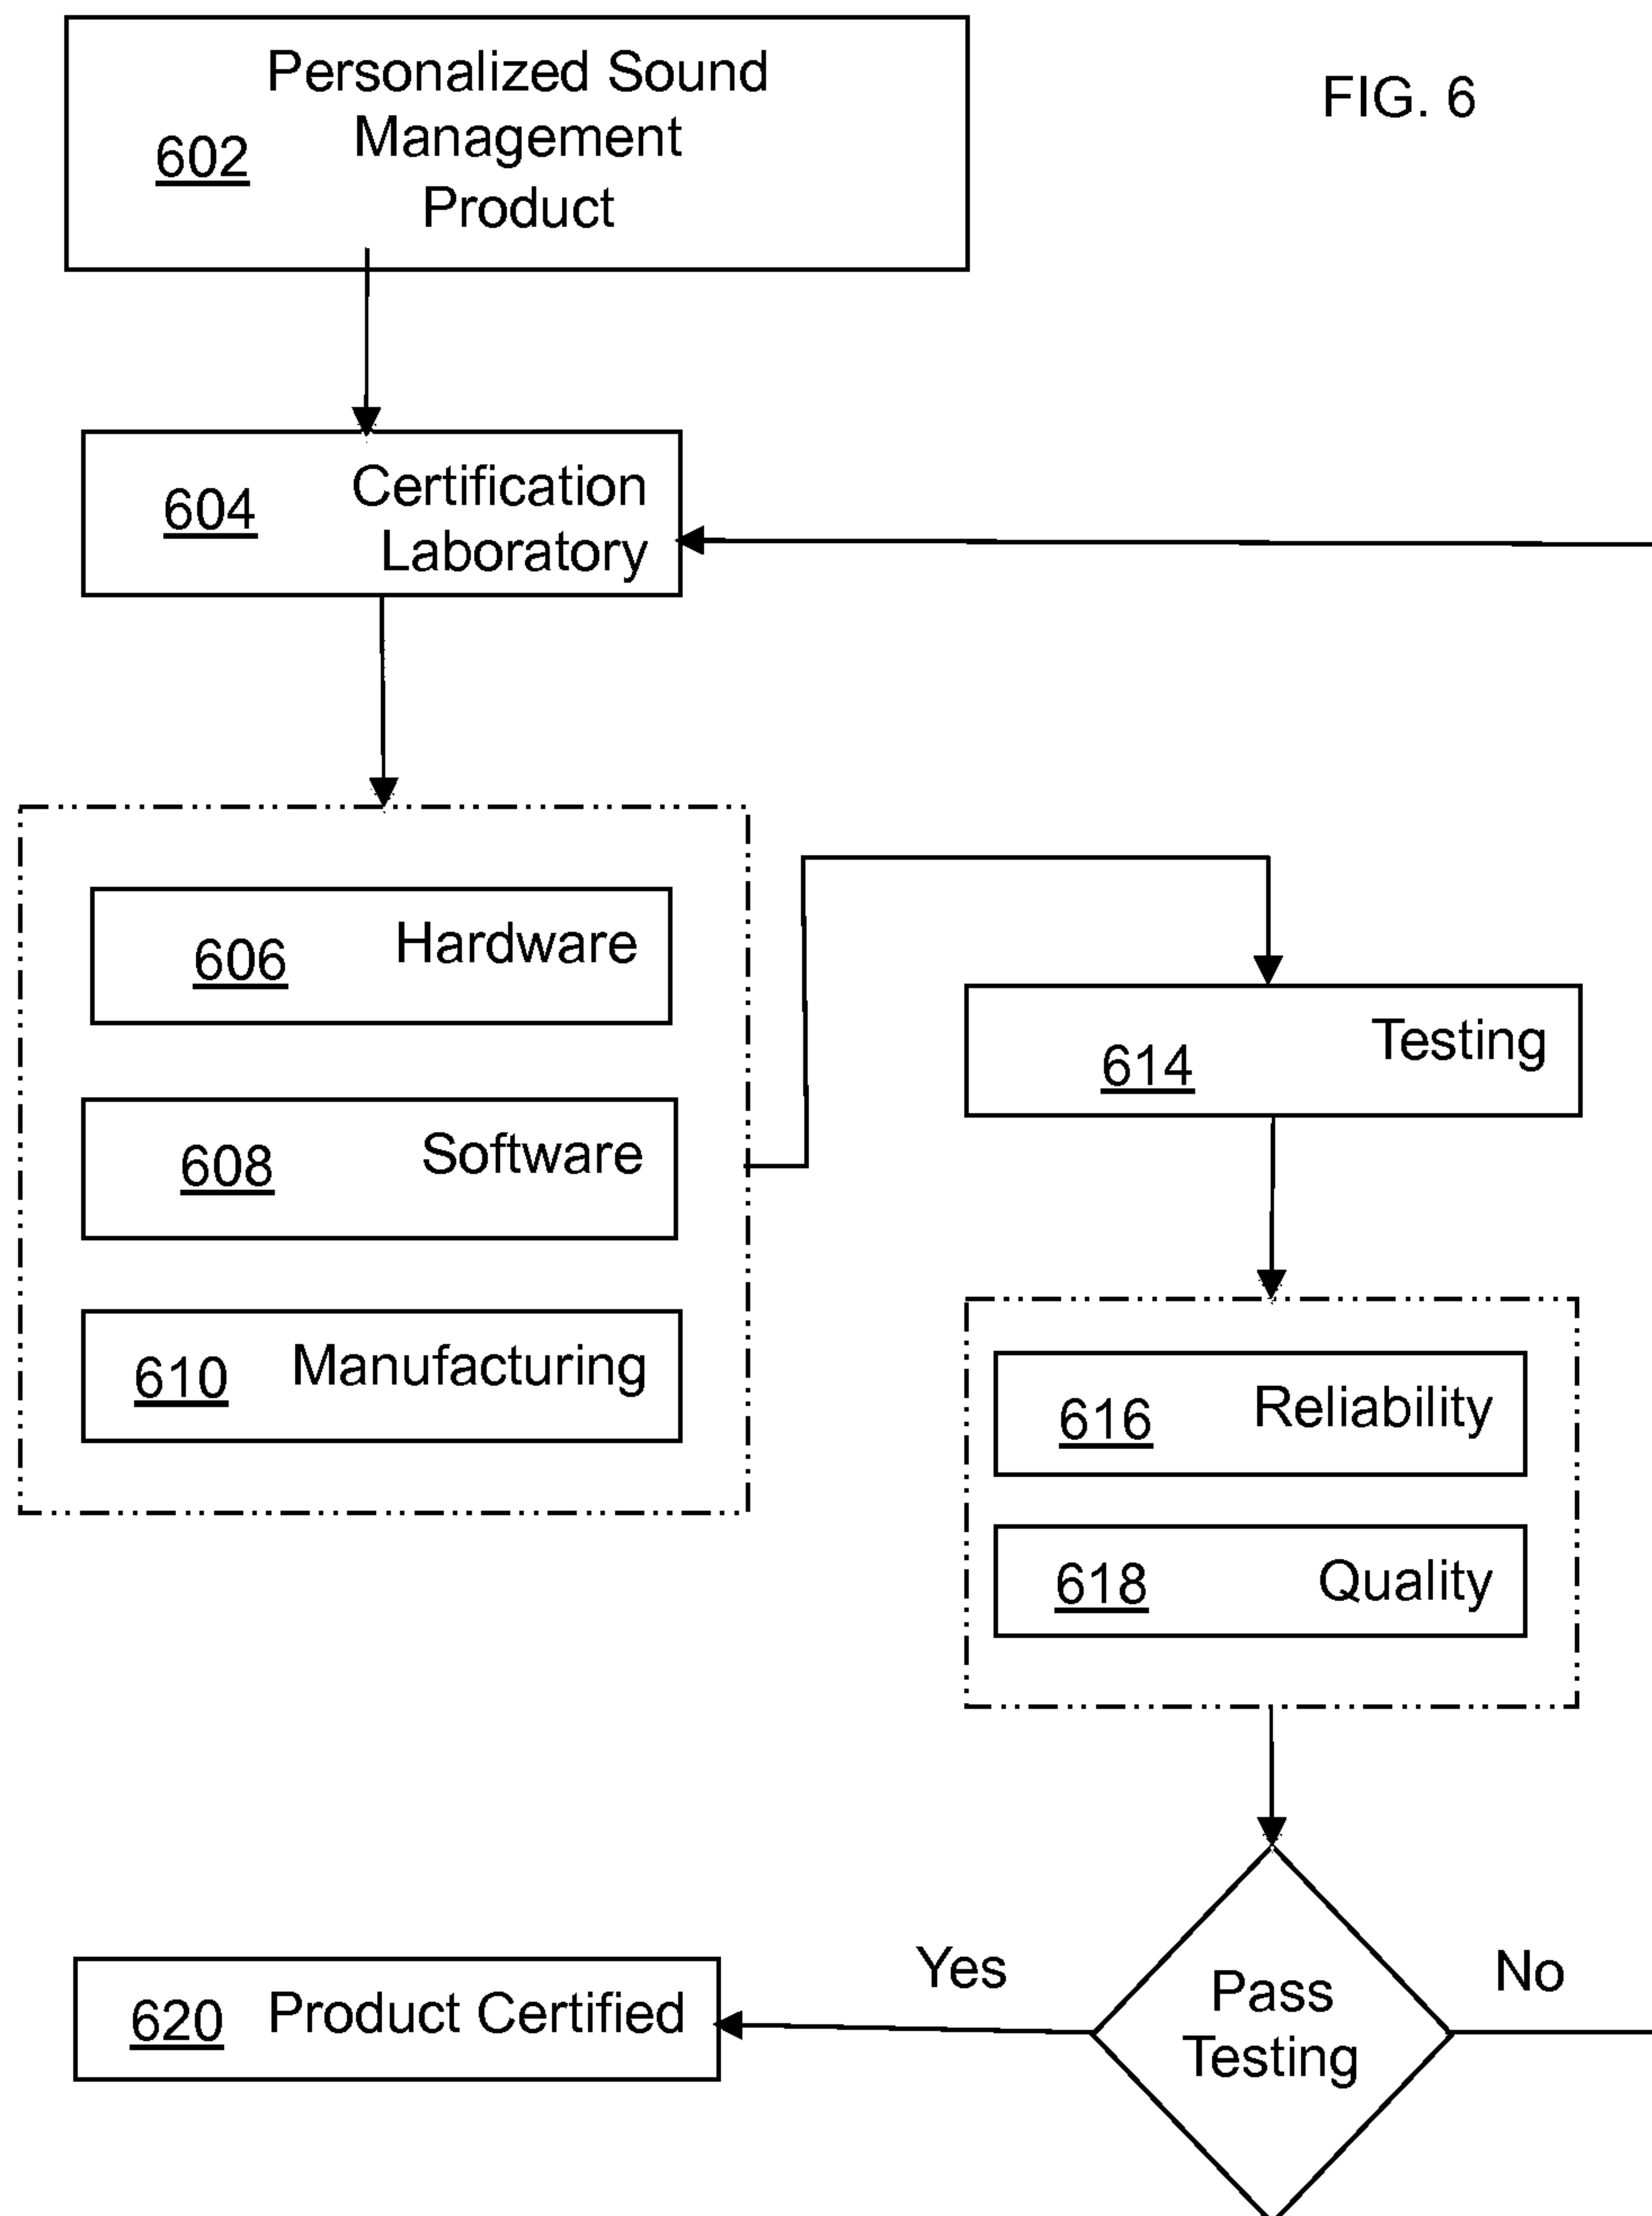 FIG. 6
Personalized Sound
Management
Product
602
604
Certification
Laboratory
606
Hardware
608
Software
610
Manufacturing
614
Testing
616
Reliability
618
Quality
Pass
Testing
Yes
No
620
Product Certified